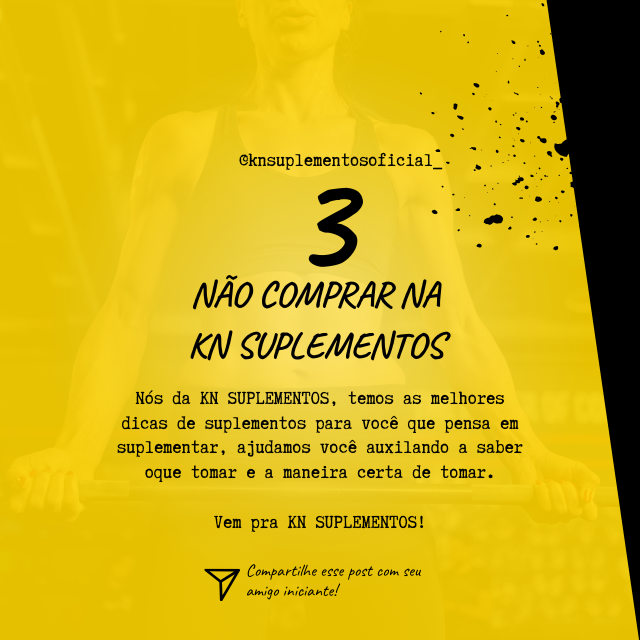 @knsuplementosoficial_
3
NÃO COMPRAR NA
KN SUPLEMENTOS
Nós da KN SUPLEMENTOS, temos as melhores
dicas de suplementos para você que pensa em
suplementar, ajudamos você auxilando a saber
oque tomar e a maneira certa de tomar.
Vem pra KN SUPLEMENTOS!
Compartilhe esse post com seu
amigo iniciante!